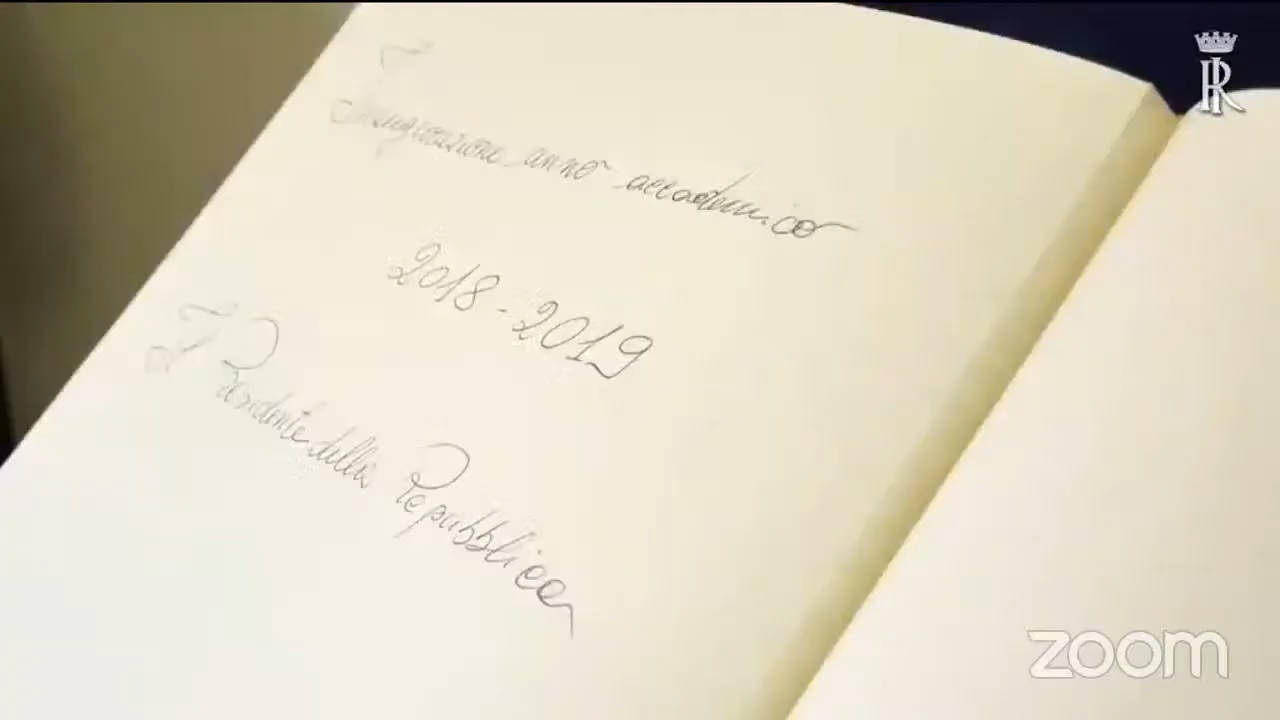 Inaugurazione anno accademico
2018-2019
Il Presidente della Repubblica
zoom